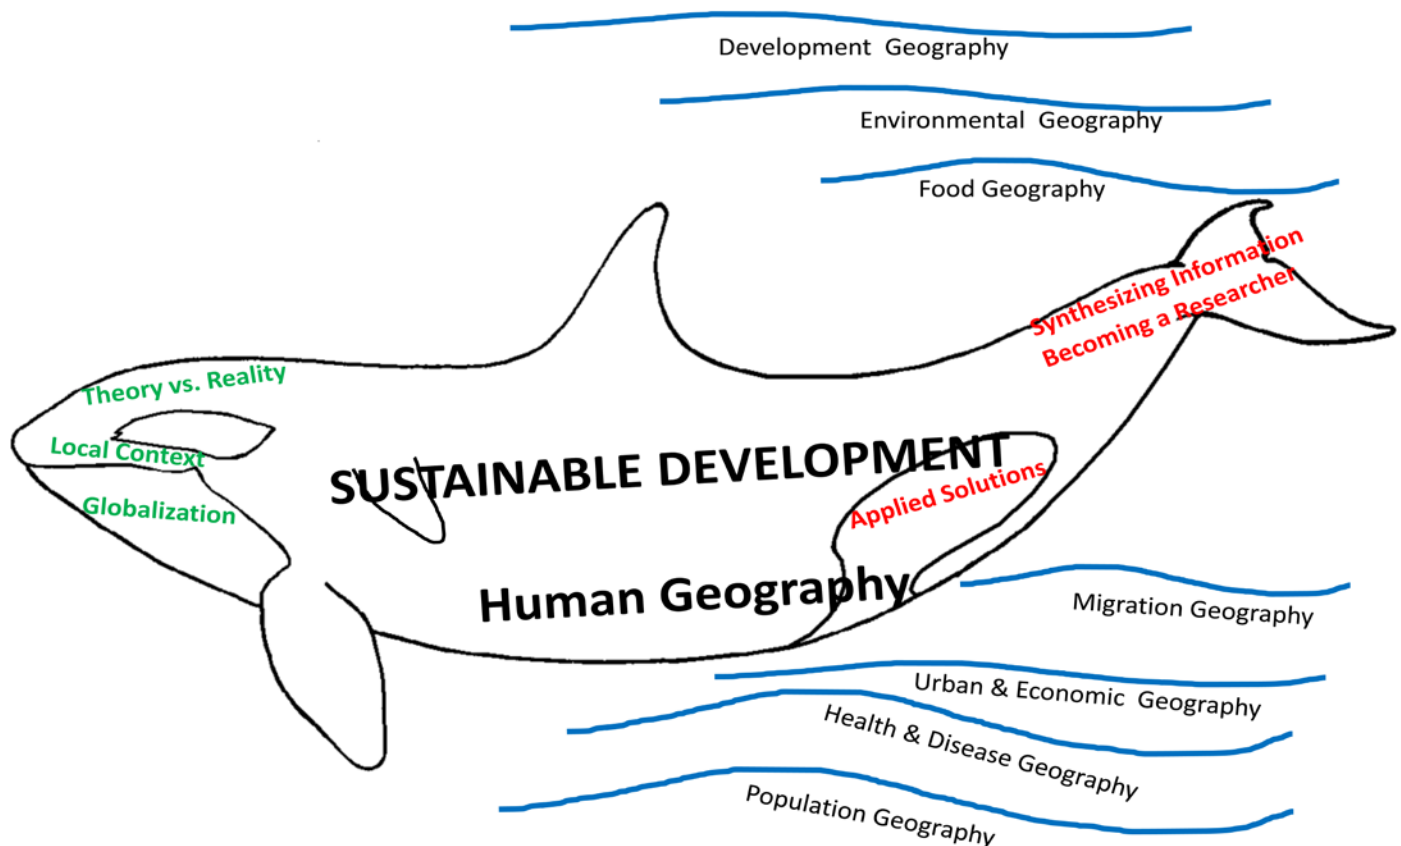 Development Geography
Environmental Geography
Food Geography
Synthesizing Information
Becoming a Researcher
Theory vs. Reality
Local Context
Globalization
SUSTAINABLE DEVELOPMENT
Applied Solutions
Human Geography
Migration Geography
Urban & Economic Geography
Health & Disease Geography
Population Geography